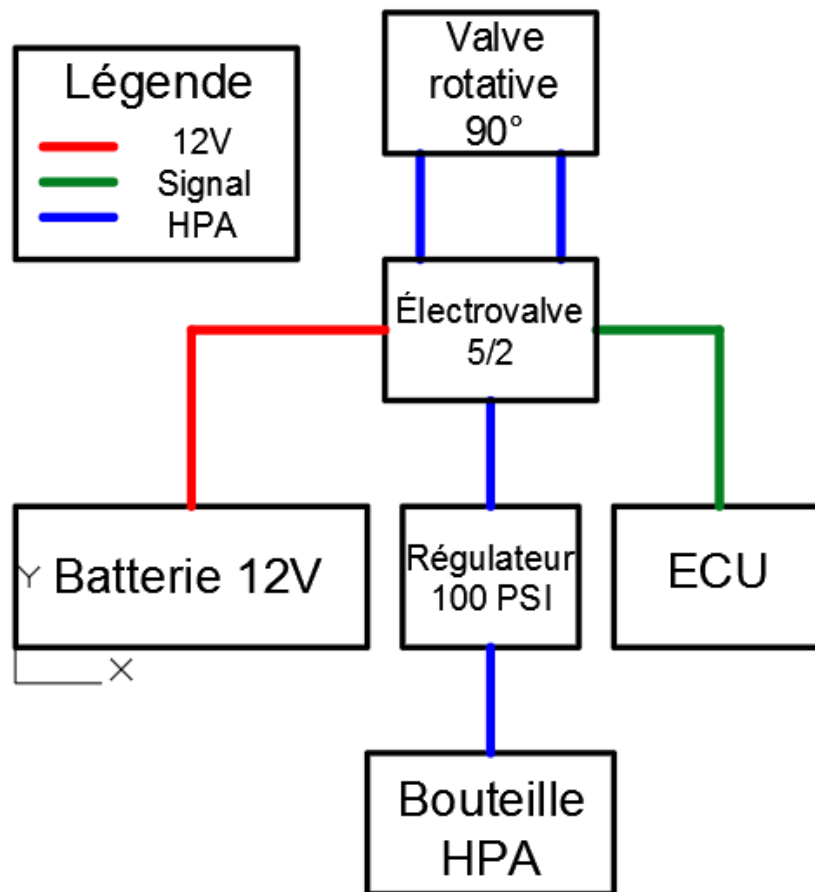 Légende
12V
Signal
HPA
Valve
rotative
90°
Électrovalve
5/2
Batterie 12V
Régulateur
100 PSI
ECU
Bouteille
HPA
Y
X